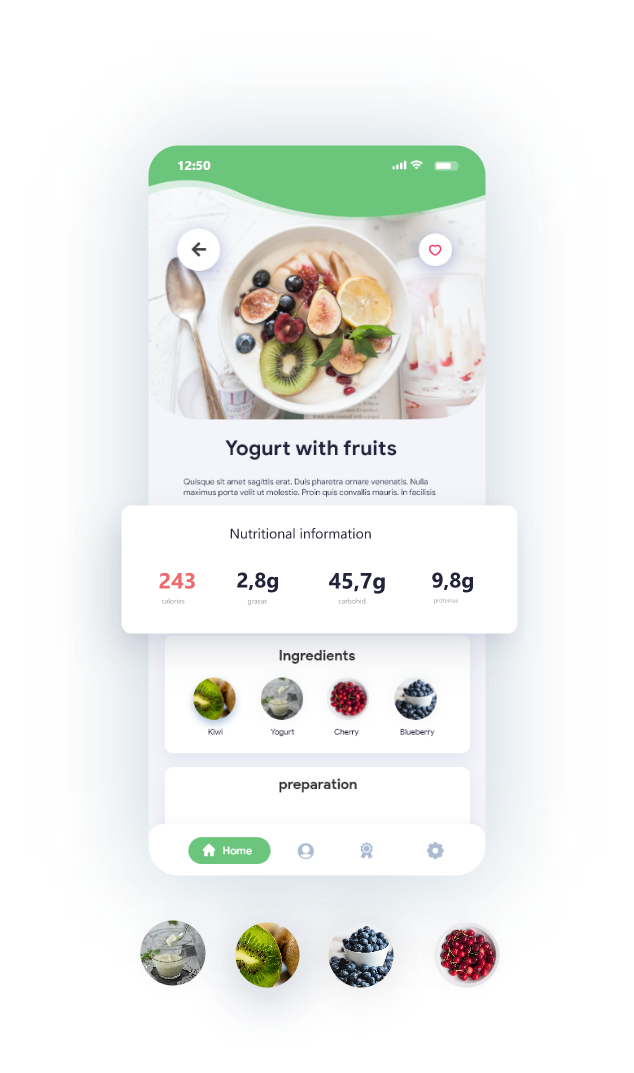 12:50
Yogurt with fruits
Quisque sit amet sagittis erat. Duis pharetra ornare venenatis. Nulla
maximus porta velit ut molestie. Proin quis convallis mauris. In facilisis
Nutritional information
243 2,8g 45,7g 9,8g
calorias grasas carbohid. proteinas
Ingredients
Kiwi Yogurt Cherry Blueberry
preparation
Home